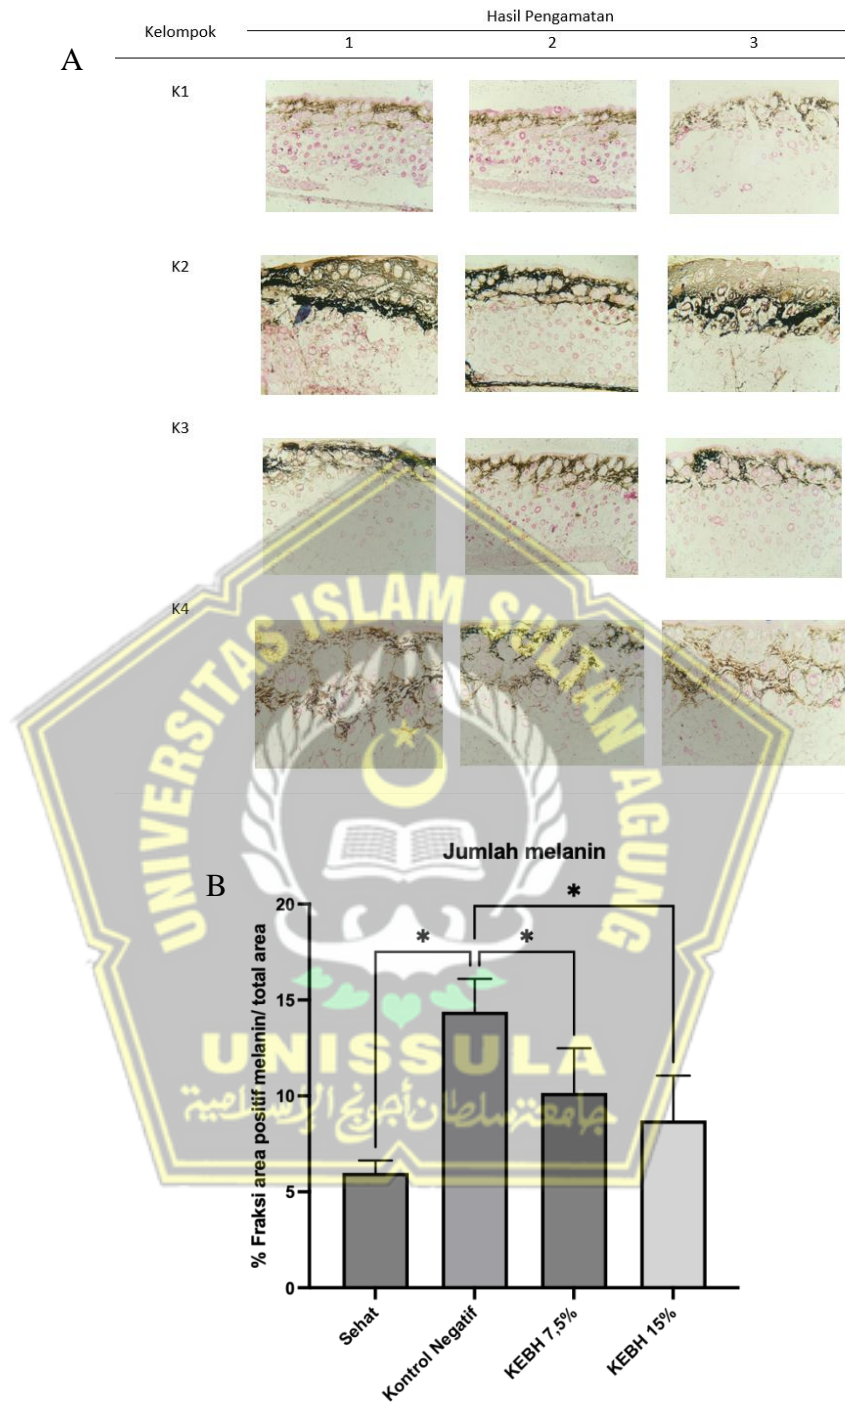 Hasil Pengamatan
Kelompok
1 2 3
A
K1
K2
K3
K4
UNIVERSITAS ISLAM SULTAN AGUNG
UNISSULA
جامعتسلطان أجونج الإسلامية
B
Jumlah melanin
% Fraksi area positif melanin/ total area
20
15
10
5
0
* * *
Sehat
Kontrol Negatif
KEBH 7,5%
KEBH 15%